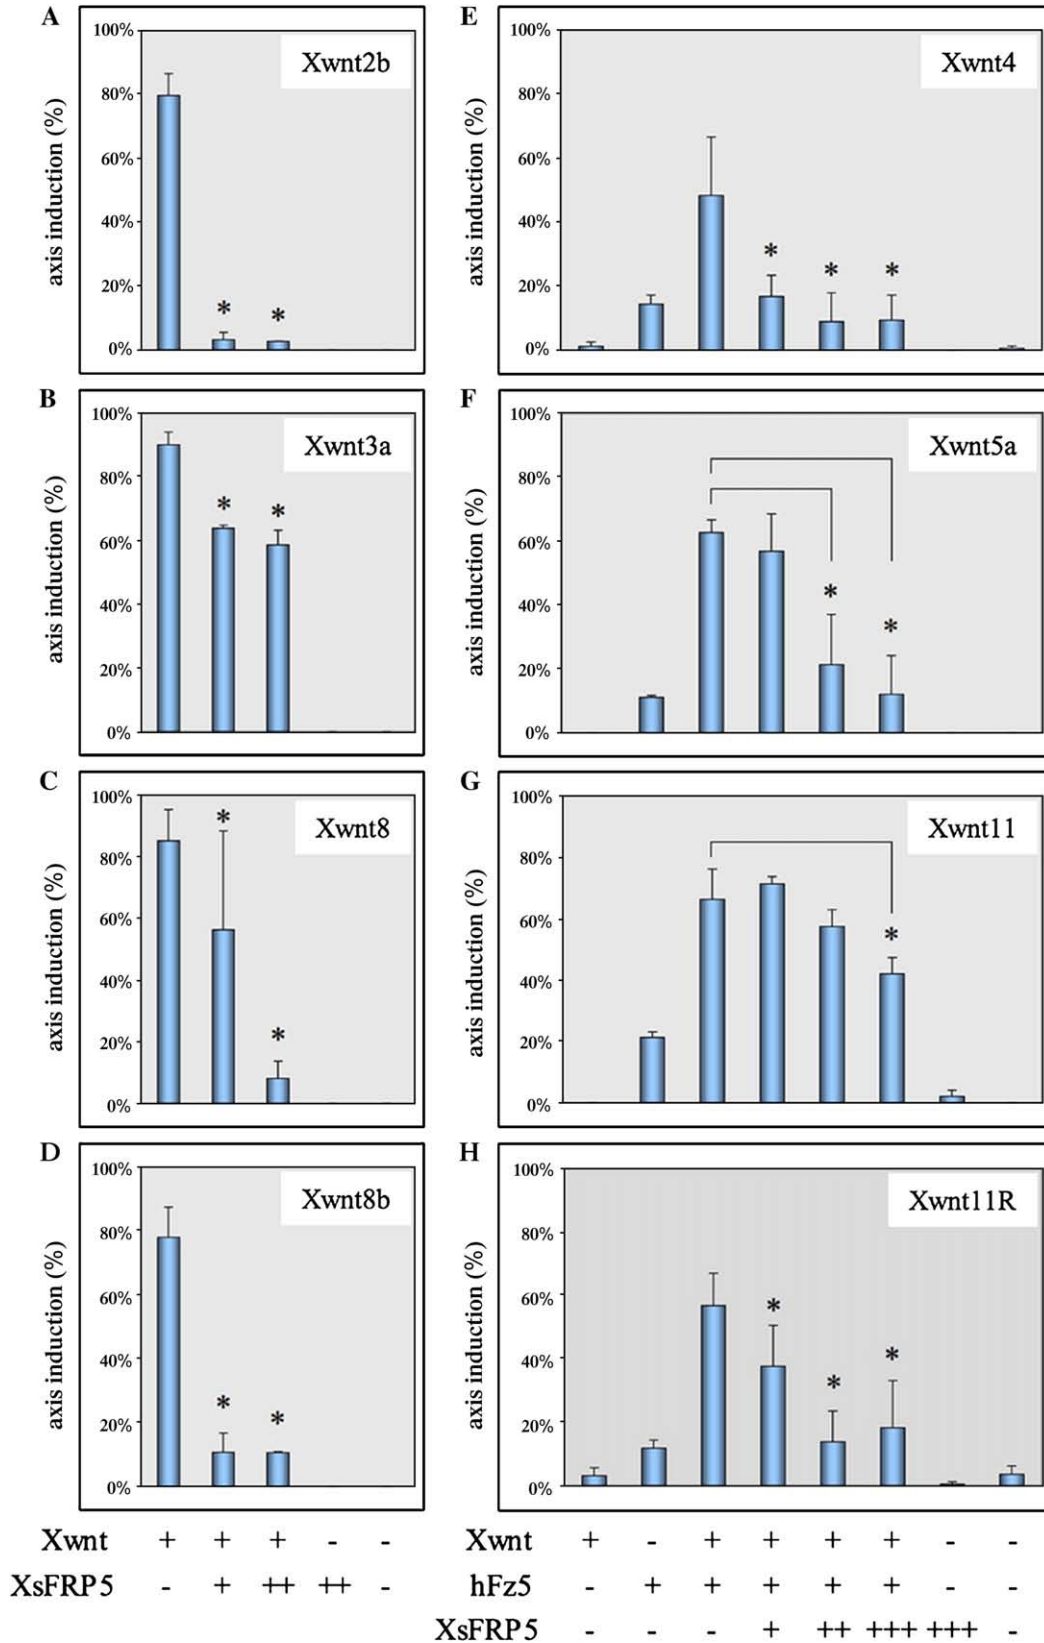 A
axis induction (%)
100%
80%
60%
40%
20%
0%
Xwnt2b
*
*
B
axis induction (%)
100%
80%
60%
40%
20%
0%
Xwnt3a
*
*
C
axis induction (%)
100%
80%
60%
40%
20%
0%
Xwnt8
*
*
D
axis induction (%)
100%
80%
60%
40%
20%
0%
Xwnt8b
*
*
E
axis induction (%)
100%
80%
60%
40%
20%
0%
Xwnt4
*
*
*
F
axis induction (%)
100%
80%
60%
40%
20%
0%
Xwnt5a
*
*
G
axis induction (%)
100%
80%
60%
40%
20%
0%
Xwnt11
*
H
axis induction (%)
100%
80%
60%
40%
20%
0%
Xwnt11R
*
*
*
Xwnt + + + - -
XsFRP5 - + ++ ++ -
+ - + + + + - -
hFz5 - + + + + + - -
XsFRP5 - - - + ++ +++ +++ -